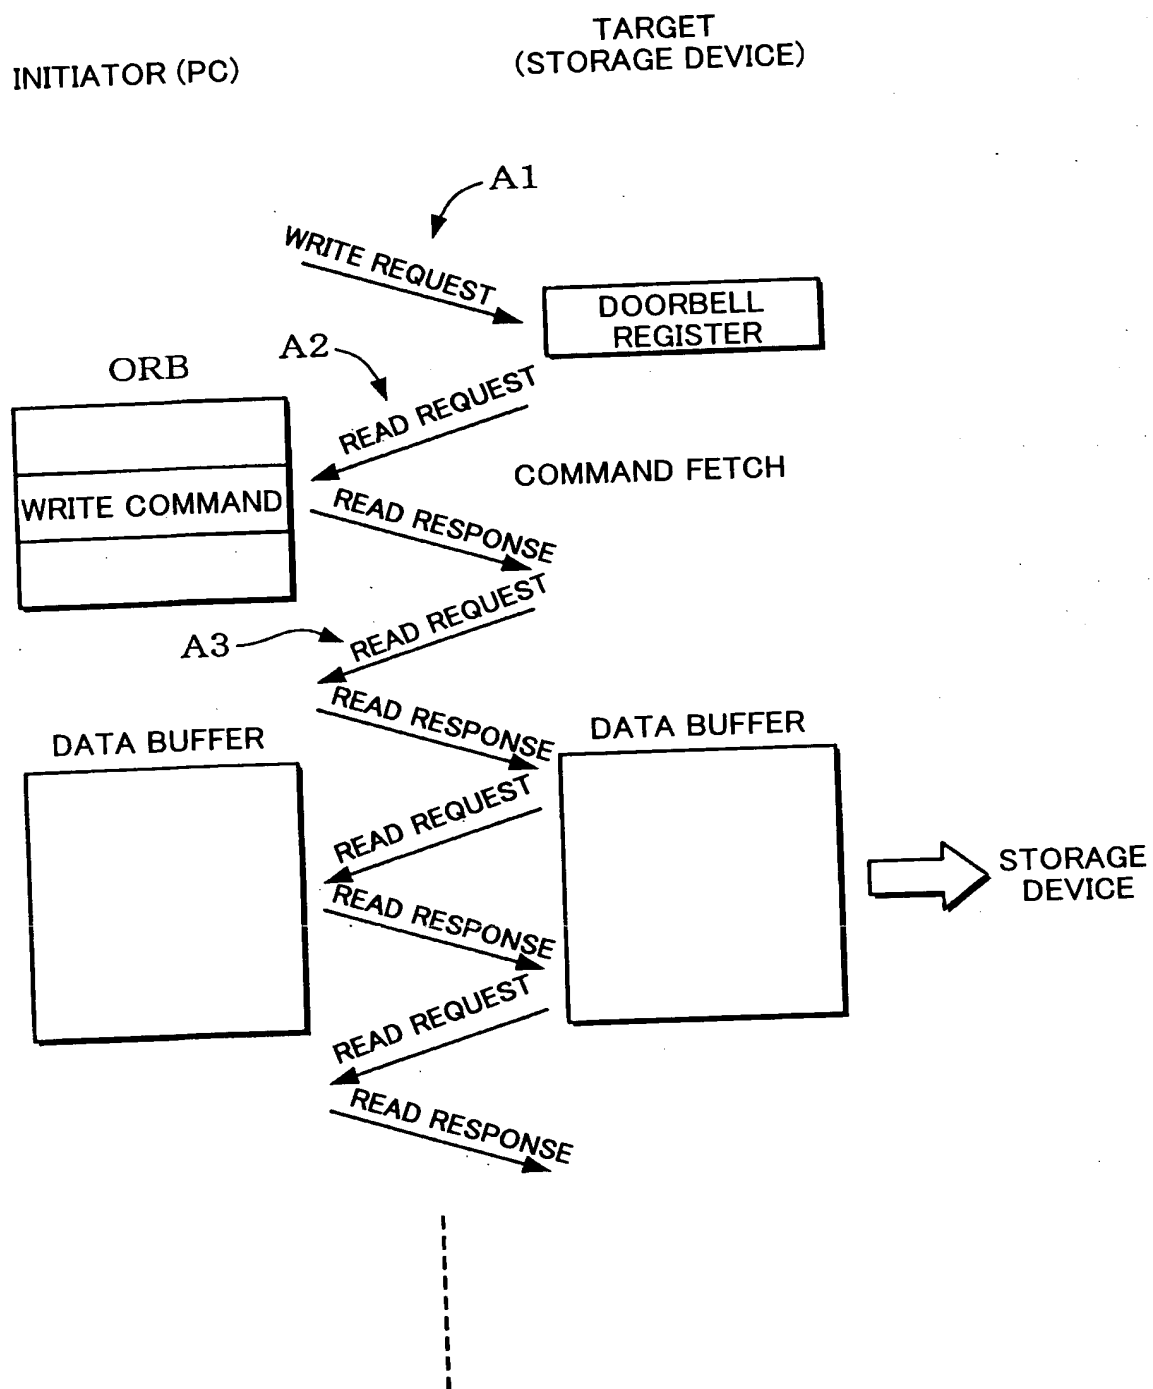 TARGET
(STORAGE DEVICE)
INITIATOR (PC)
A1
WRITE REQUEST
DOORBELL
REGISTER
A2
ORB
READ REQUEST
COMMAND FETCH
WRITE COMMAND
READ RESPONSE
READ REQUEST
A3
READ RESPONSE
DATA BUFFER
DATA BUFFER
READ REQUEST
STORAGE
DEVICE
READ RESPONSE
READ REQUEST
READ RESPONSE